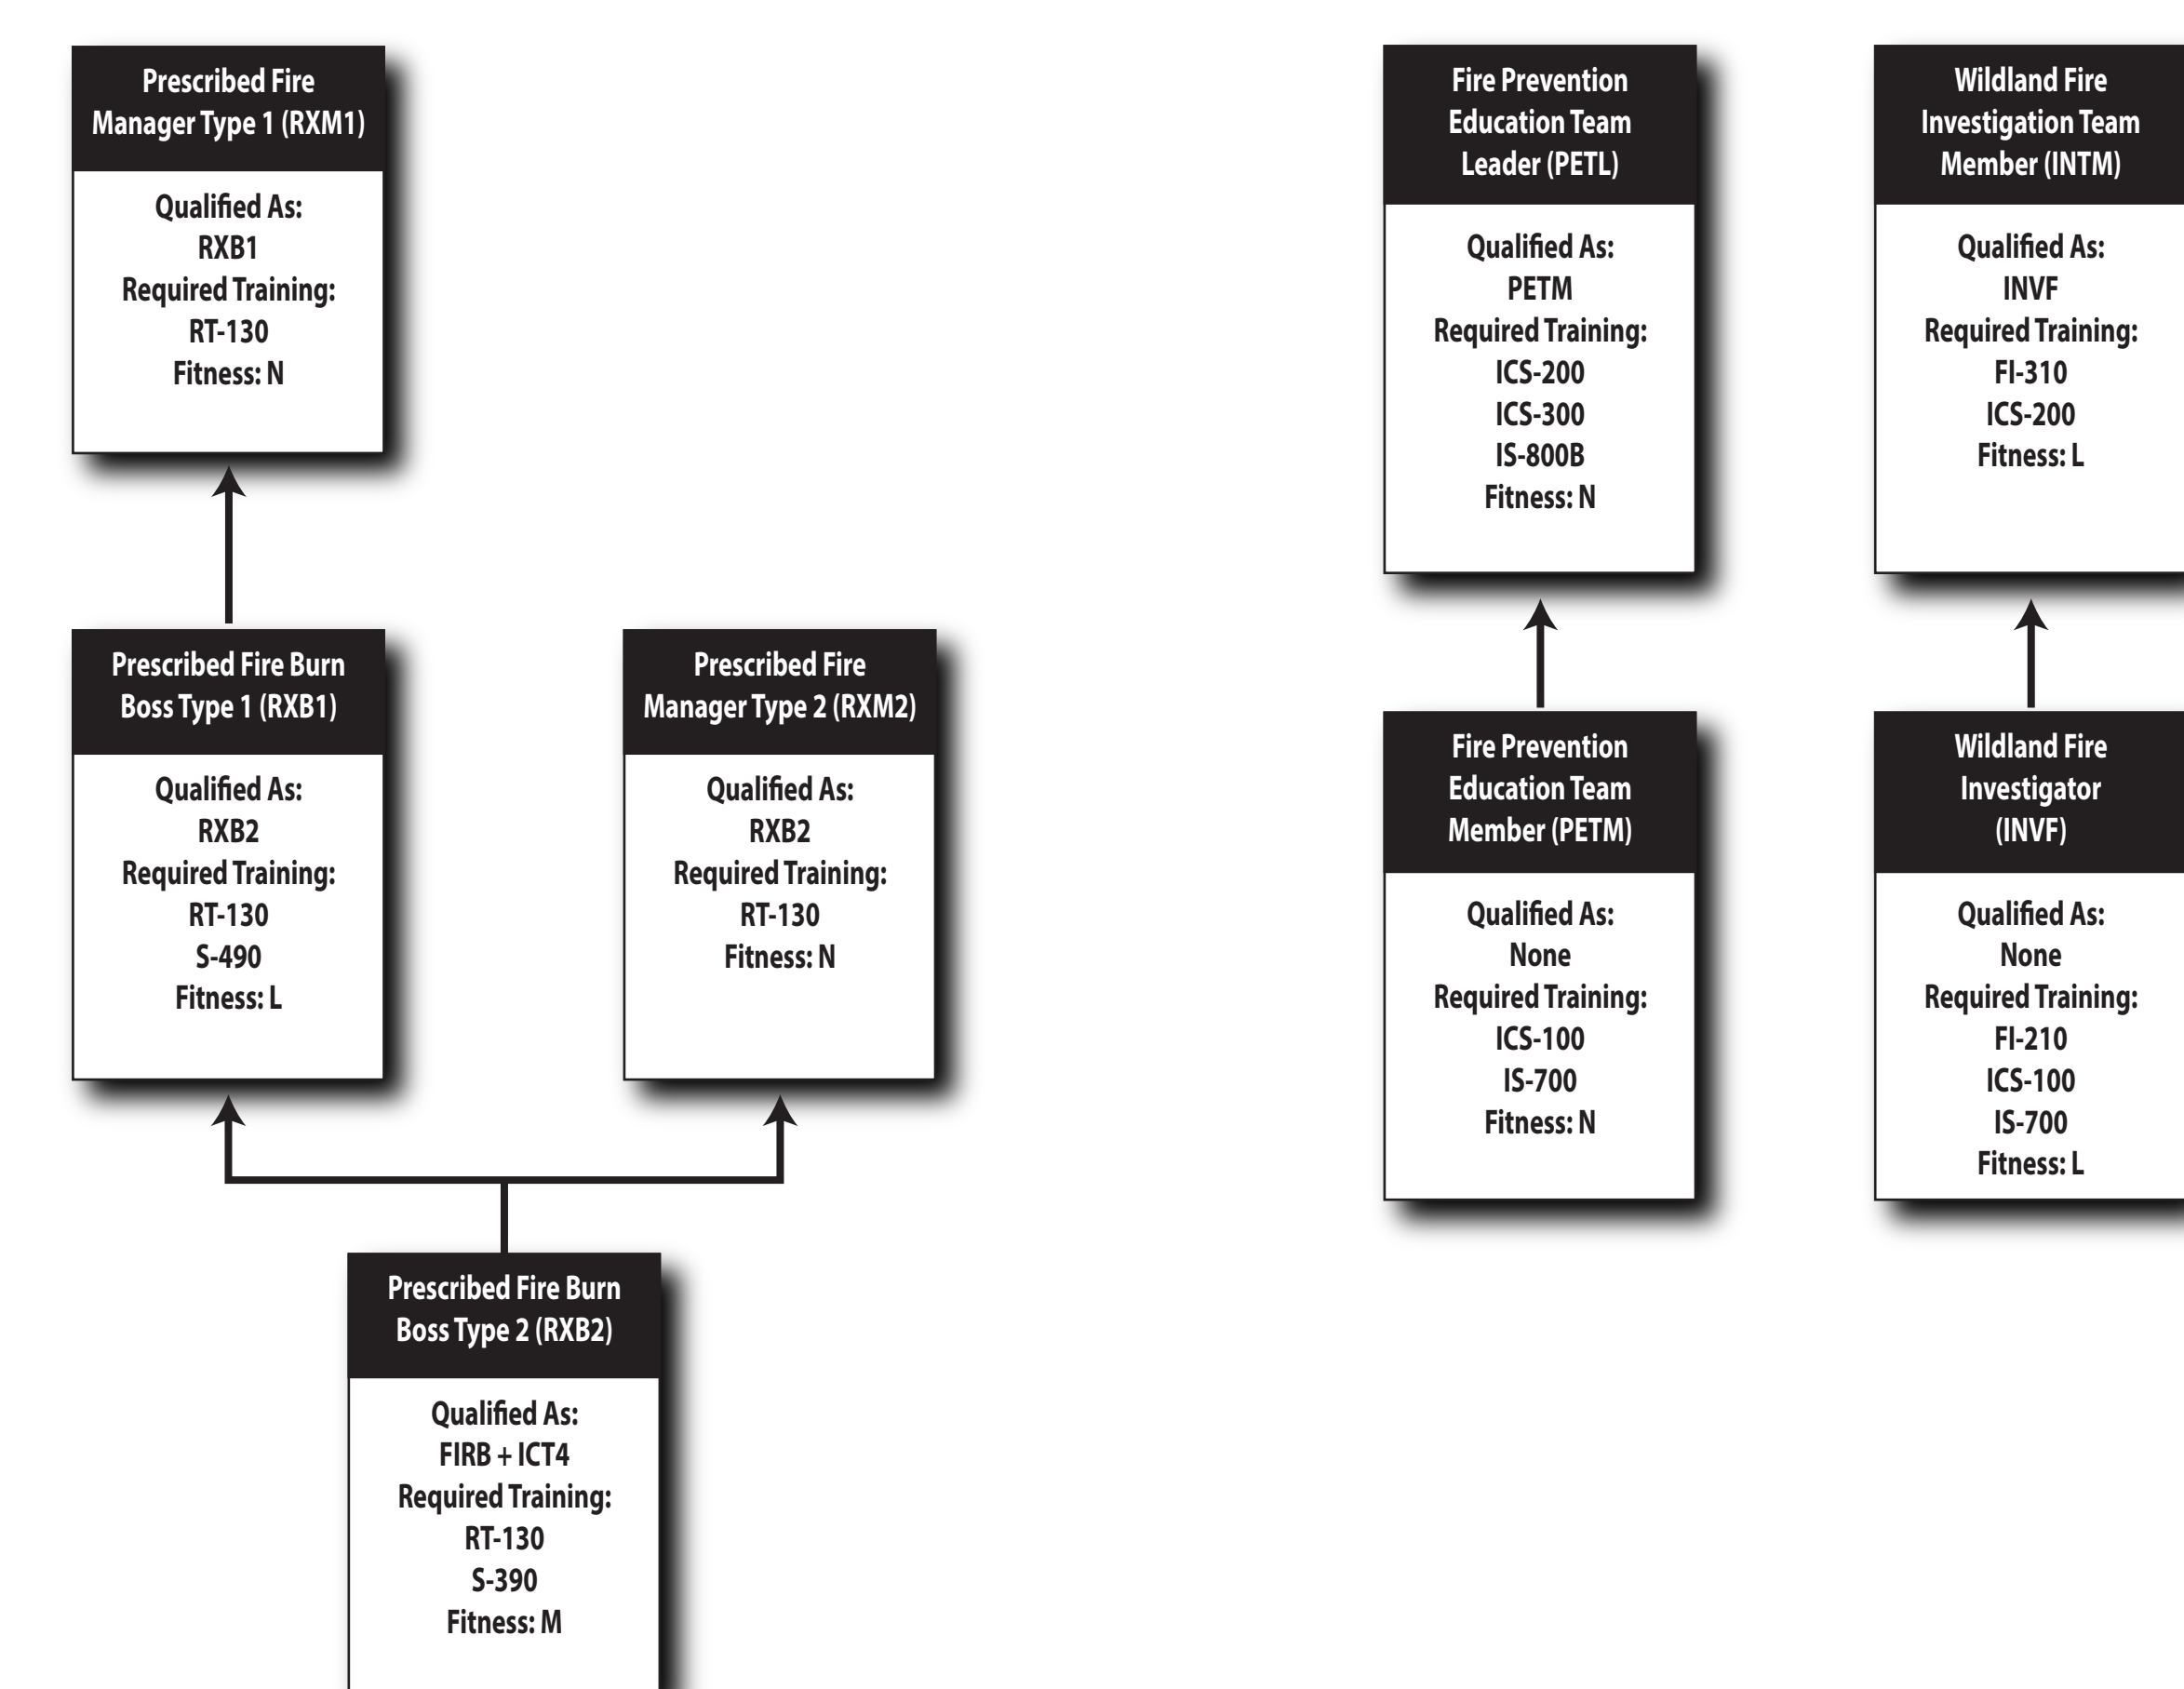 Prescribed Fire
Manager Type 1 (RXM1)
Qualified As:
RXB1
Required Training:
RT-130
Fitness: N
Prescribed Fire Burn
Boss Type 1 (RXB1)
Qualified As:
RXB2
Required Training:
RT-130
S-490
Fitness: L
Prescribed Fire
Manager Type 2 (RXM2)
Qualified As:
RXB2
Required Training:
RT-130
Fitness: N
Prescribed Fire Burn
Boss Type 2 (RXB2)
Qualified As:
FIRB + ICT4
Required Training:
RT-130
S-390
Fitness: M
Fire Prevention
Education Team
Leader (PETL)
Qualified As:
PETM
Required Training:
ICS-200
ICS-300
IS-800B
Fitness: N
Fire Prevention
Education Team
Member (PETM)
Qualified As:
None
Required Training:
ICS-100
IS-700
Fitness: N
Wildland Fire
Investigation Team
Member (INTM)
Qualified As:
INVF
Required Training:
FI-310
ICS-200
Fitness: L
Wildland Fire
Investigator
(INVF)
Qualified As:
None
Required Training:
FI-210
ICS-100
IS-700
Fitness: L